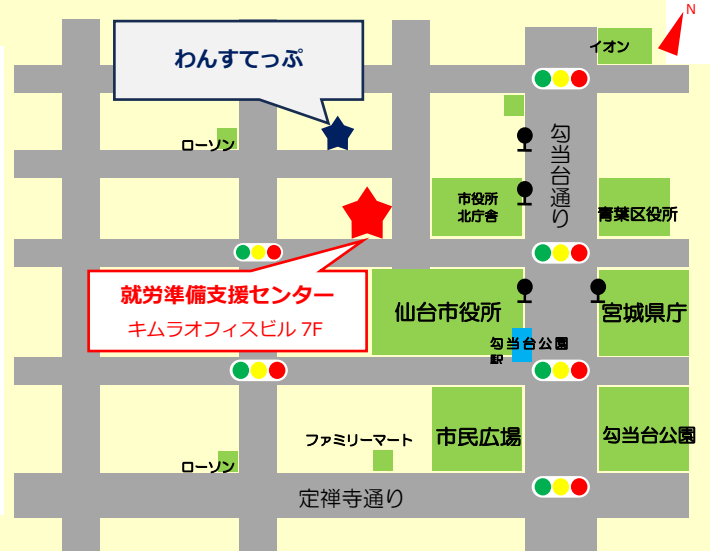 N
イオン
わんすてっぷ
勾当台通り
ローソン
市役所
北庁舎
青葉区役所
就労準備支援センター
キムラオフィスビル 7F
仙台市役所
宮城県庁
勾当台公園
駅
ファミリーマート
市民広場
勾当台公園
ローソン
定禅寺通り